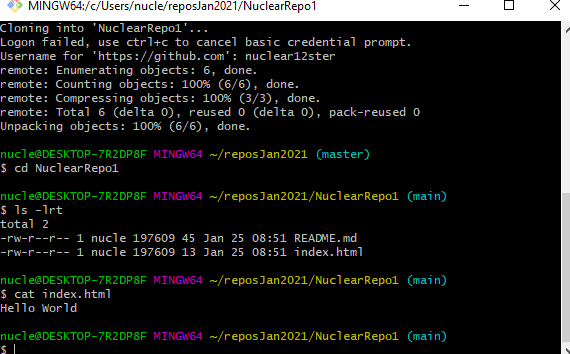 MINGW64:/c/Users/nucle/reposJan2021/NuclearRepo1
Cloning into 'NuclearRepo1'...
Logon failed, use ctrl+c to cancel basic credential prompt.
Username for 'https://github.com': nuclear12ster
remote: Enumerating objects: 6, done.
remote: Counting objects: 100% (6/6), done.
remote: Compressing objects: 100% (3/3), done.
remote: Total 6 (delta 0), reused 0 (delta 0), pack-reused 0
Unpacking objects: 100% (6/6), done.
nucle@DESKTOP-7R2DP8F MINGW64 ~/reposJan2021 (master)
$ cd NuclearRepo1
nucle@DESKTOP-7R2DP8F MINGW64 ~/reposJan2021/NuclearRepo1 (main)
$ ls -lrt
total 2
-rw-r--r-- 1 nucle 197609 45 Jan 25 08:51 README.md
-rw-r--r-- 1 nucle 197609 13 Jan 25 08:51 index.html
nucle@DESKTOP-7R2DP8F MINGW64 ~/reposJan2021/NuclearRepo1 (main)
$ cat index.html
Hello World
nucle@DESKTOP-7R2DP8F MINGW64 ~/reposJan2021/NuclearRepo1 (main)
$